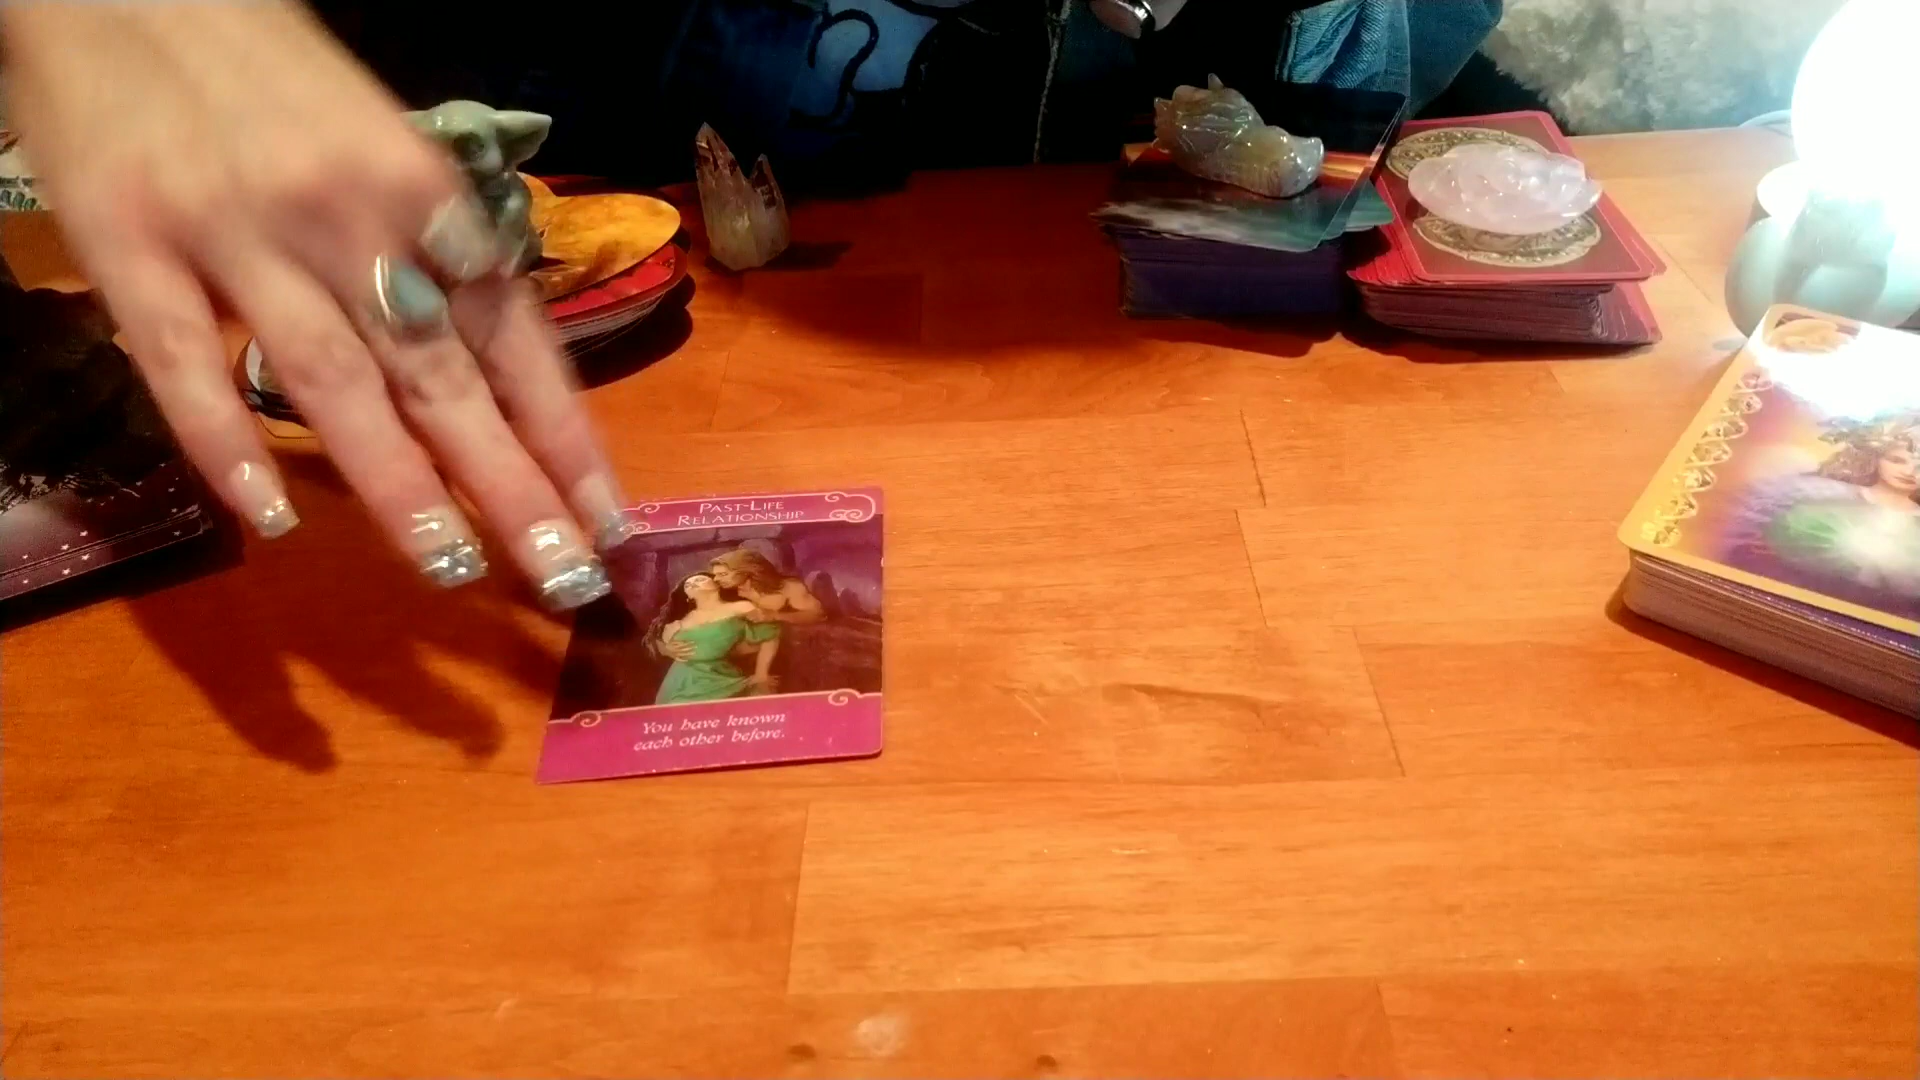 PAST-LIFE
RELATIONSHIP
You have known
each other before.